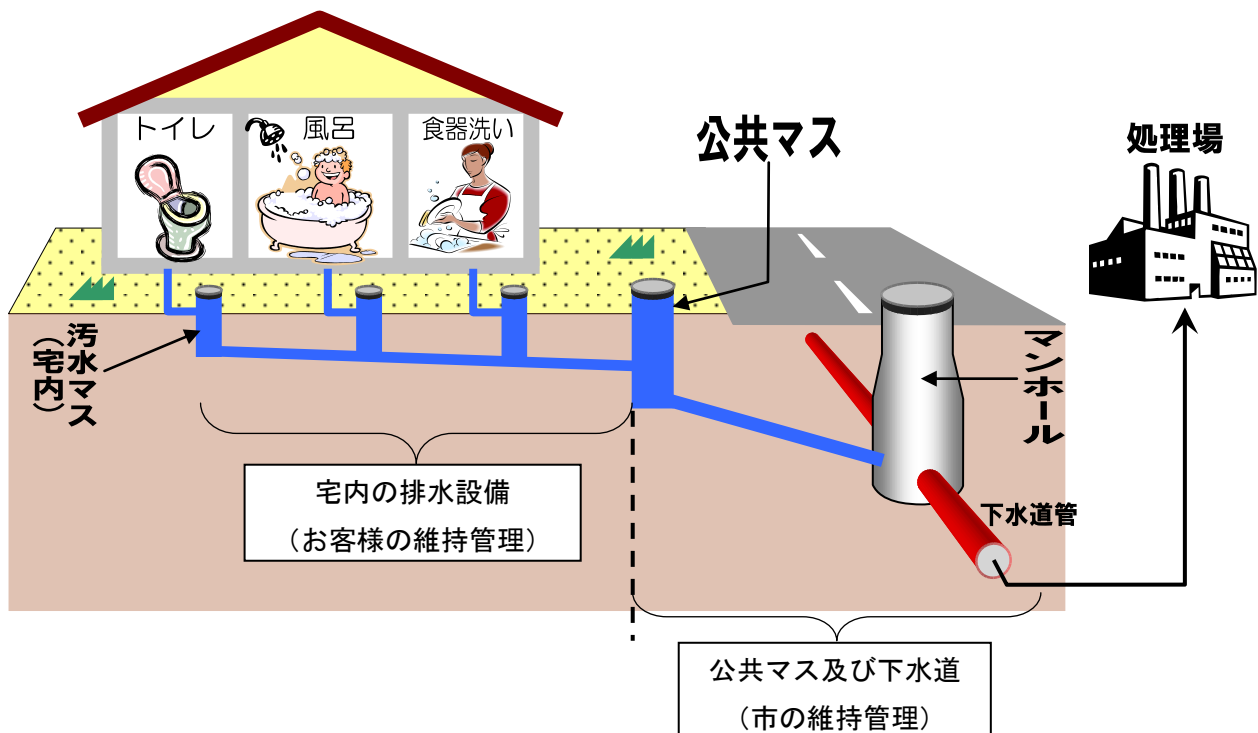 トイレ
風呂
食器洗い
公共マス
処理場
汚水マス
（宅内）
マンホール
宅内の排水設備
（お客様の維持管理）
下水道管
公共マス及び下水道
（市の維持管理）